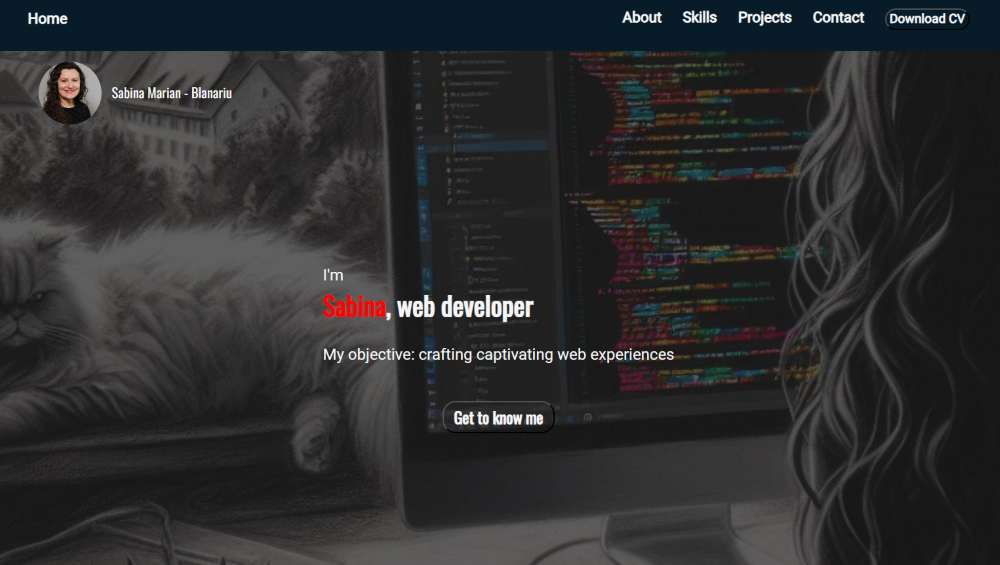 Home
About Skills Projects Contact Download CV
Sabina Marian - Blanariu
I'm
Sabina, web developer
My objective: crafting captivating web experiences
Get to know me